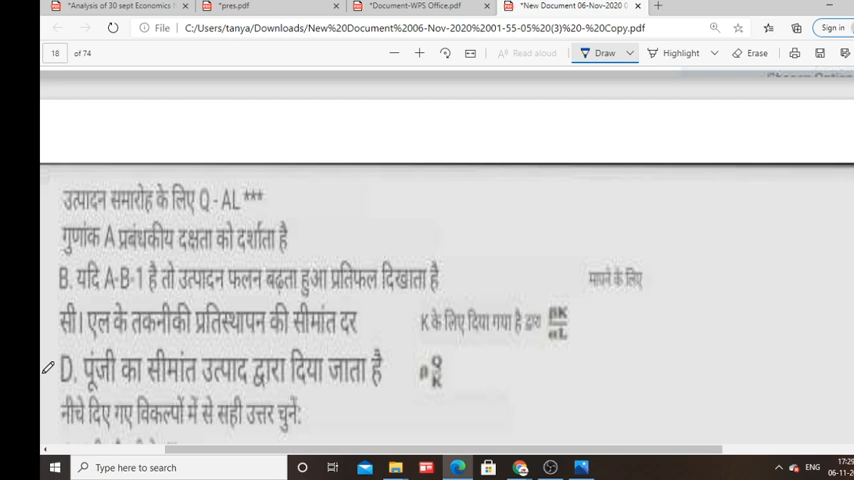 *Analysis of 30 sept Economics
*pres.pdf
*Document-WPS Office.pdf
*New Document 06-Nov-2020
File C:/Users/tanya/Downloads/New%20Document%2006-Nov-2020%2001-55-05%20(3)%20-%20Copy.pdf Sign in
18 of 74 Read aloud Draw Highlight Erase
उत्पादन समारोह के लिए Q - AL ***
गुणांक A प्रबंधकीय दक्षता को दर्शाता है
B. यदि A-B-1 है तो उत्पादन फलन बढ़ता हुआ प्रतिफल दिखाता है मापने के लिए
सी। एल के तकनीकी प्रतिस्थापन की सीमांत दर K के लिए दिया गया है द्वारा βK/αL
D. पूंजी का सीमांत उत्पाद द्वारा दिया जाता है β Q/K
नीचे दिए गए विकल्पों में से सही उत्तर चुनें:
Type here to search ENG 17:29
06-11-20